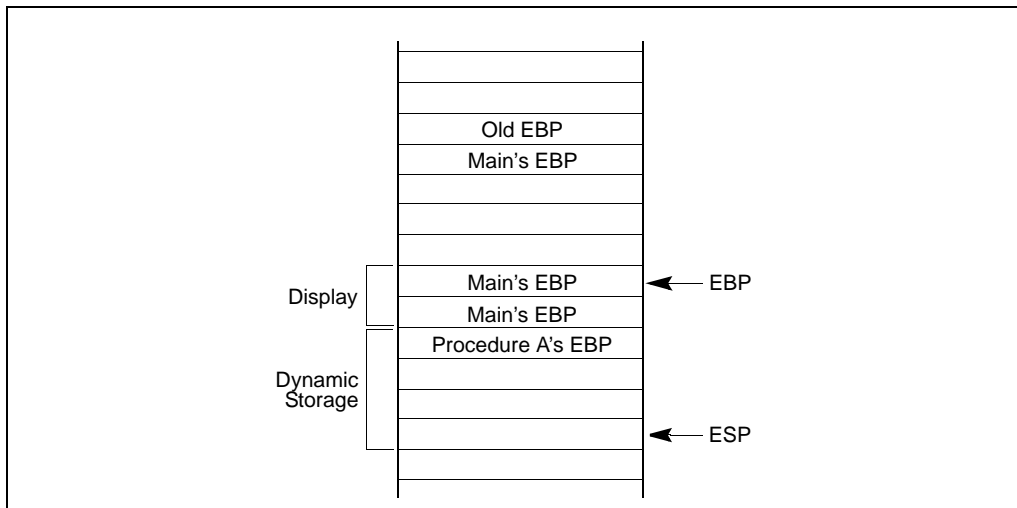 Old EBP
Main's EBP
Main's EBP
EBP
Display
Main's EBP
Procedure A's EBP
Dynamic
Storage
ESP